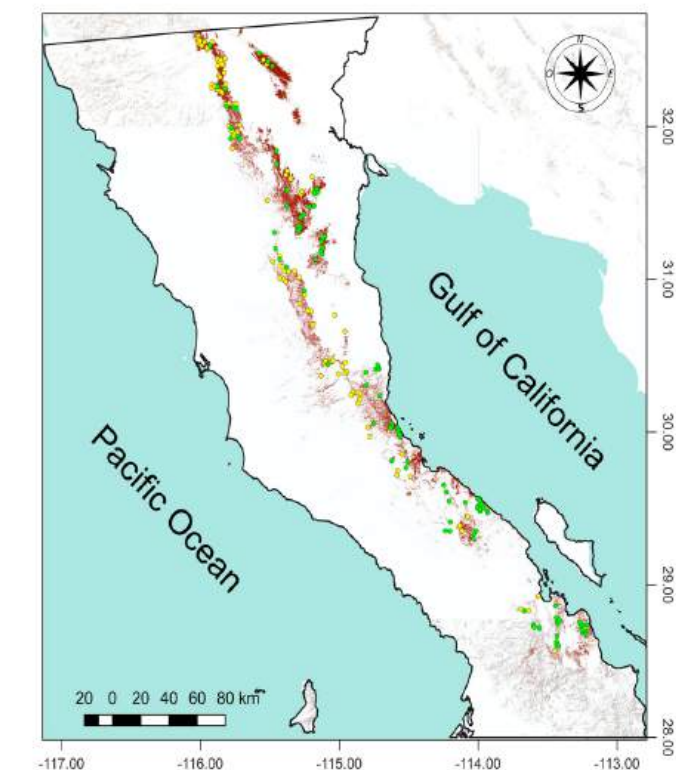 N
O E
S
32.00
31.00
Gulf of California
30.00
Pacific Ocean
29.00
20 0 20 40 60 80 km
28.00
-117.00 -116.00 -115.00 -114.00 -113.00